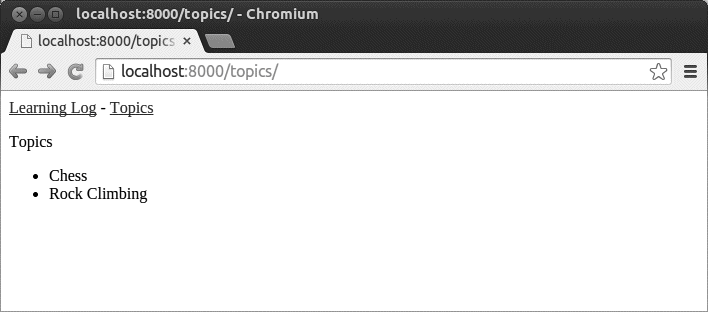 localhost:8000/topics/ - Chromium
localhost:8000/topics
localhost:8000/topics/
Learning Log - Topics
Topics
Chess
Rock Climbing